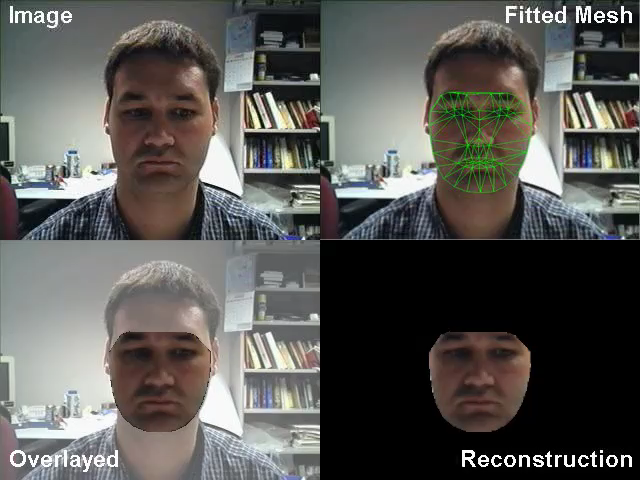 Image
Fitted Mesh
Overlayed
Reconstruction